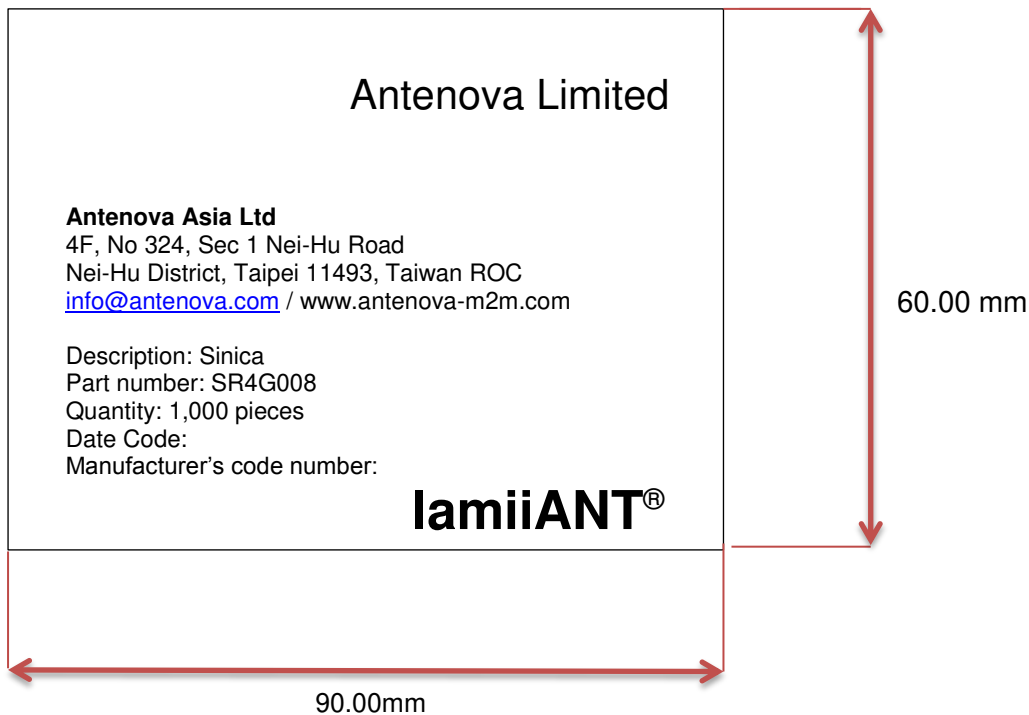 Antenova Limited
Antenova Asia Ltd
4F, No 324, Sec 1 Nei-Hu Road
Nei-Hu District, Taipei 11493, Taiwan ROC
info@antenova.com / www.antenova-m2m.com
60.00 mm
Description: Sinica
Part number: SR4G008
Quantity: 1,000 pieces
Date Code:
Manufacturer’s code number:
lamiiANT®
90.00mm